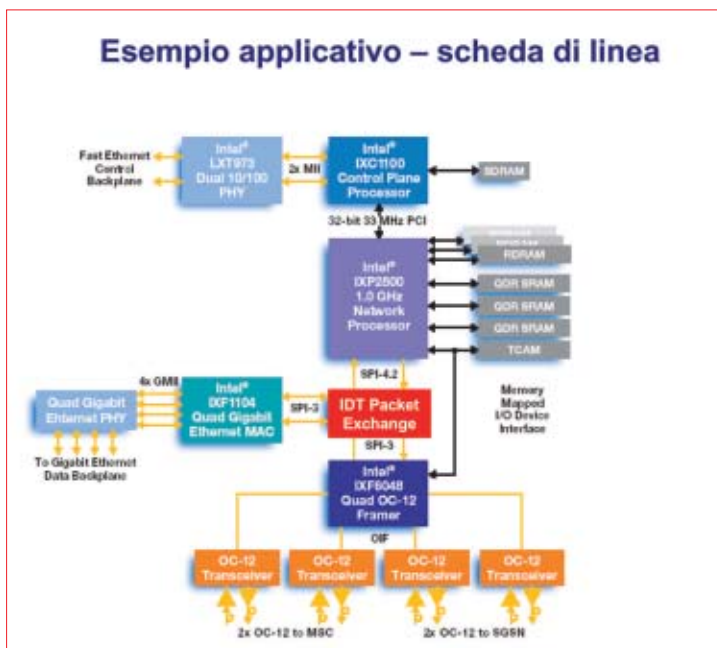 Esempio applicativo – scheda di linea
Fast Ethernet
Control
Backplane
Intel®
LXT973
Dual 10/100
PHY
2x MII
Intel®
IXC1100
Control Plane
Processor
SDRAM
32-bit 33 MHz PCI
Intel®
IXP2800
1.0 GHz
Network
Processor
RDRAM
QDR SRAM
QDR SRAM
QDR SRAM
TCAM
SPI-4.2
4x GMII
Quad Gigabit
Ethernet PHY
Intel®
IXF1104
Quad Gigabit
Ethernet MAC
SPI-3
IDT Packet
Exchange
Memory
Mapped
I/O Device
Interface
SPI-3
To Gigabit Ethernet
Data Backplane
Intel®
IXF6048
Quad OC-12
Framer
OIF
OC-12
Transceiver
OC-12
Transceiver
OC-12
Transceiver
OC-12
Transceiver
2x OC-12 to MSC
2x OC-12 to SGSN